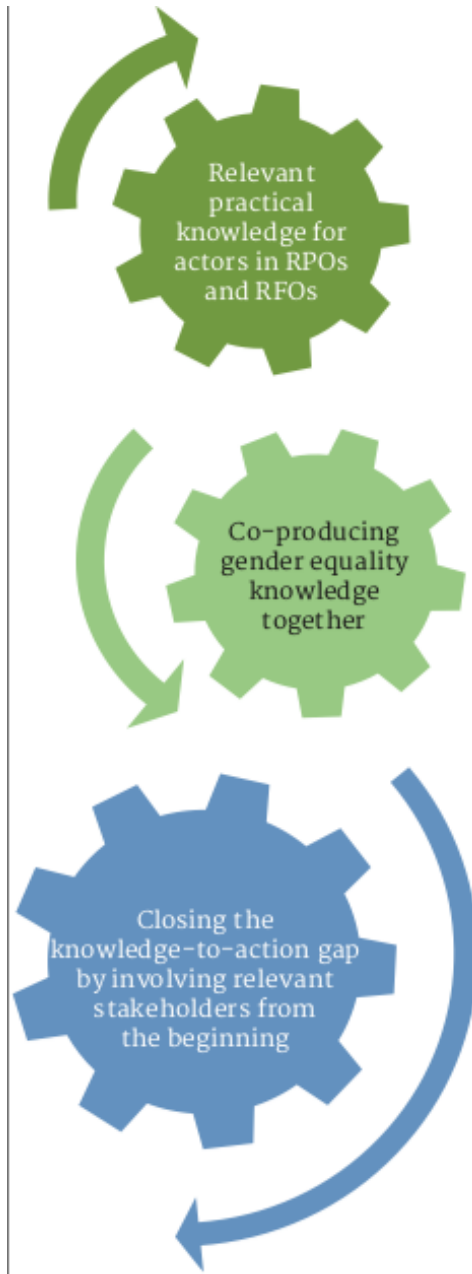 Relevant
practical
knowledge for
actors in RPOs
and RFOs
Co-producing
gender equality
knowledge
together
Closing the
knowledge-to-action gap
by involving relevant
stakeholders from
the beginning